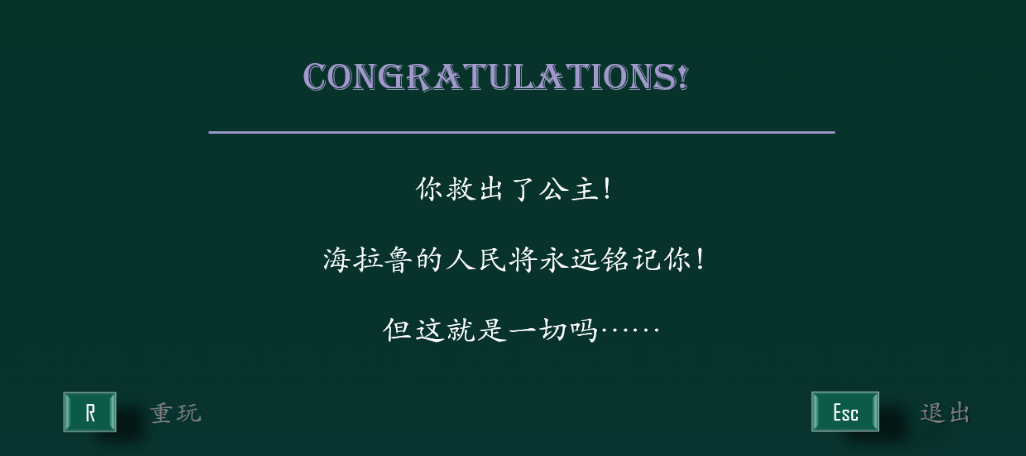 CONGRATULATIONS!
你救出了公主!
海拉鲁的人民将永远铭记你!
但这就是一切吗……
R 重玩 Esc 退出